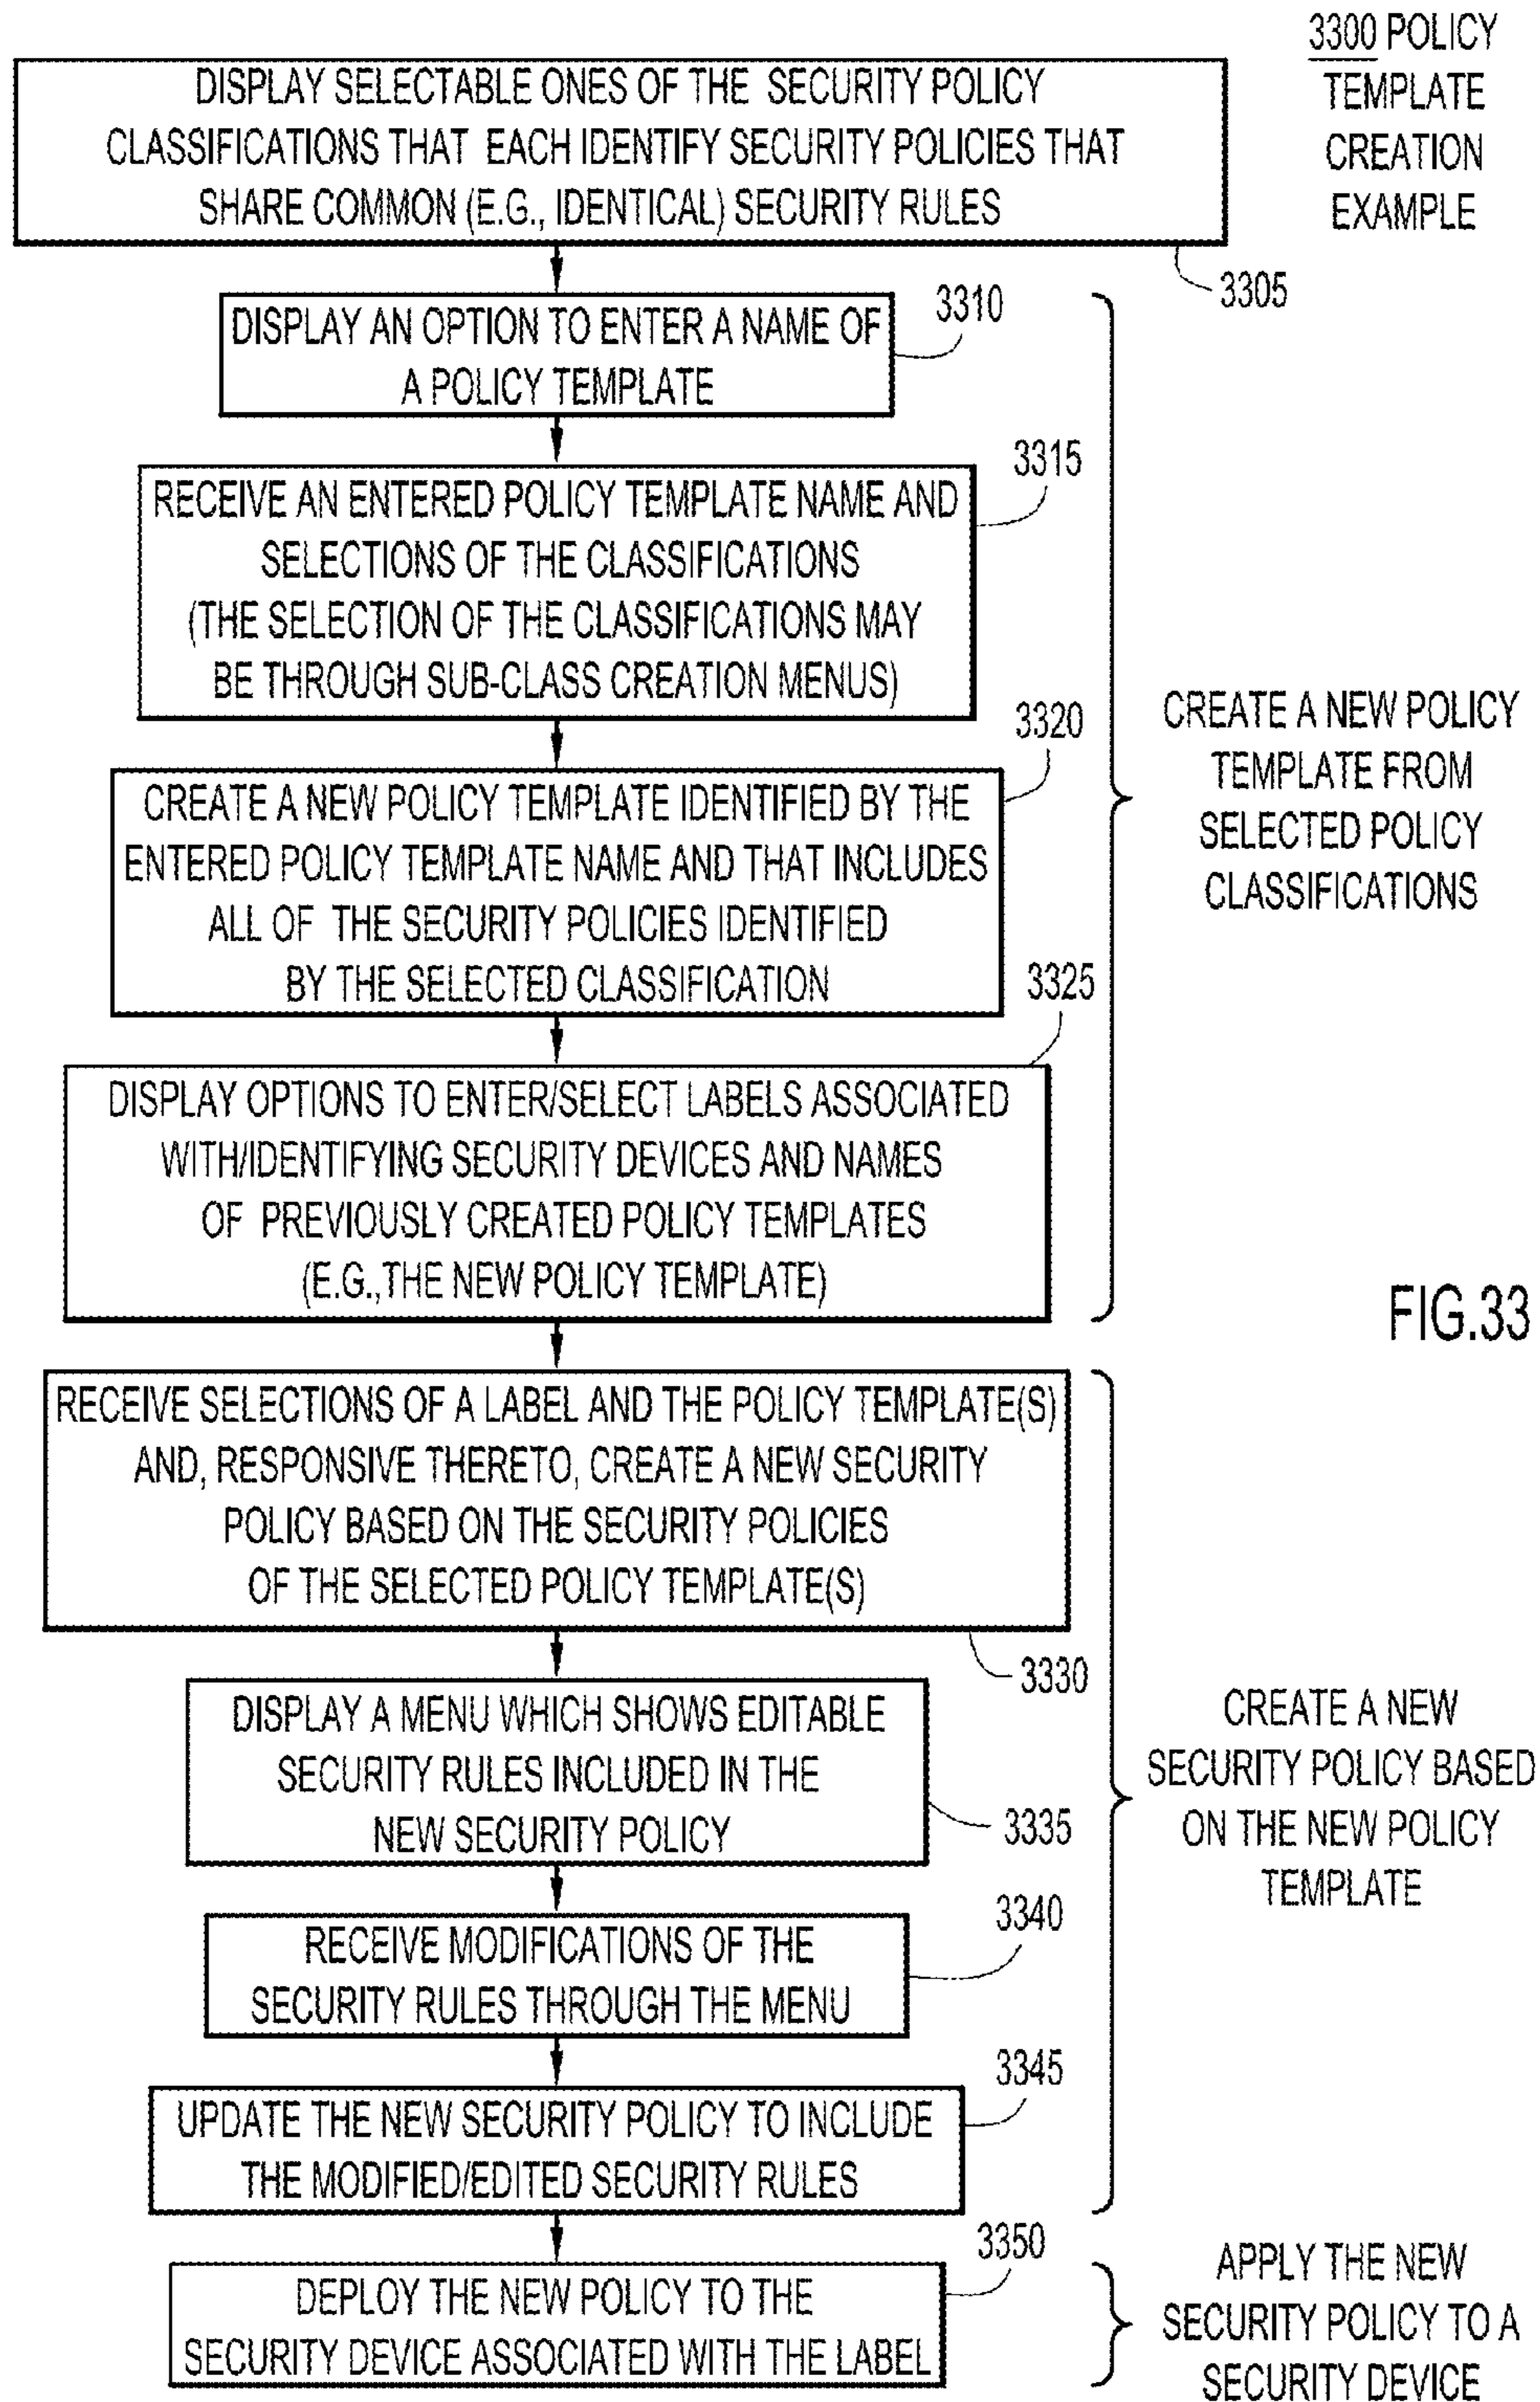 3300 POLICY
TEMPLATE
CREATION
EXAMPLE
DISPLAY SELECTABLE ONES OF THE SECURITY POLICY
CLASSIFICATIONS THAT EACH IDENTIFY SECURITY POLICIES THAT
SHARE COMMON (E.G., IDENTICAL) SECURITY RULES
3305
DISPLAY AN OPTION TO ENTER A NAME OF
A POLICY TEMPLATE
3310
RECEIVE AN ENTERED POLICY TEMPLATE NAME AND
SELECTIONS OF THE CLASSIFICATIONS
(THE SELECTION OF THE CLASSIFICATIONS MAY
BE THROUGH SUB-CLASS CREATION MENUS)
3315
CREATE A NEW POLICY TEMPLATE IDENTIFIED BY THE
ENTERED POLICY TEMPLATE NAME AND THAT INCLUDES
ALL OF THE SECURITY POLICIES IDENTIFIED
BY THE SELECTED CLASSIFICATION
3320
DISPLAY OPTIONS TO ENTER/SELECT LABELS ASSOCIATED
WITH/IDENTIFYING SECURITY DEVICES AND NAMES
OF PREVIOUSLY CREATED POLICY TEMPLATES
(E.G.,THE NEW POLICY TEMPLATE)
3325
CREATE A NEW POLICY
TEMPLATE FROM
SELECTED POLICY
CLASSIFICATIONS
FIG.33
RECEIVE SELECTIONS OF A LABEL AND THE POLICY TEMPLATE(S)
AND, RESPONSIVE THERETO, CREATE A NEW SECURITY
POLICY BASED ON THE SECURITY POLICIES
OF THE SELECTED POLICY TEMPLATE(S)
3330
DISPLAY A MENU WHICH SHOWS EDITABLE
SECURITY RULES INCLUDED IN THE
NEW SECURITY POLICY
3335
RECEIVE MODIFICATIONS OF THE
SECURITY RULES THROUGH THE MENU
3340
UPDATE THE NEW SECURITY POLICY TO INCLUDE
THE MODIFIED/EDITED SECURITY RULES
3345
CREATE A NEW
SECURITY POLICY BASED
ON THE NEW POLICY
TEMPLATE
DEPLOY THE NEW POLICY TO THE
SECURITY DEVICE ASSOCIATED WITH THE LABEL
3350
APPLY THE NEW
SECURITY POLICY TO A
SECURITY DEVICE